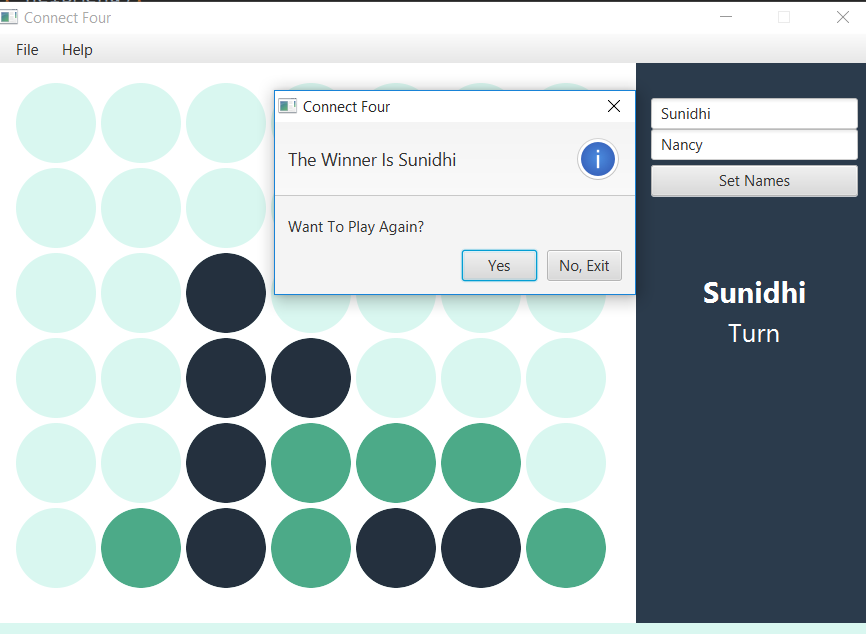 Connect Four
File Help
Connect Four
The Winner Is Sunidhi
i
Want To Play Again?
Yes No, Exit
Sunidhi
Nancy
Set Names
Sunidhi
Turn